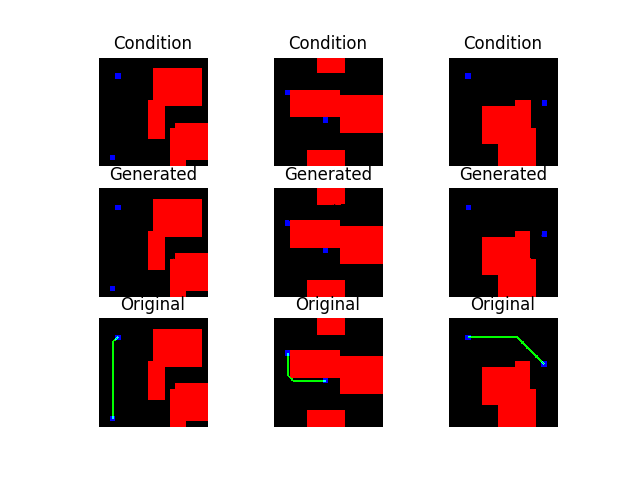 Condition Condition Condition
Generated Generated Generated
Original Original Original